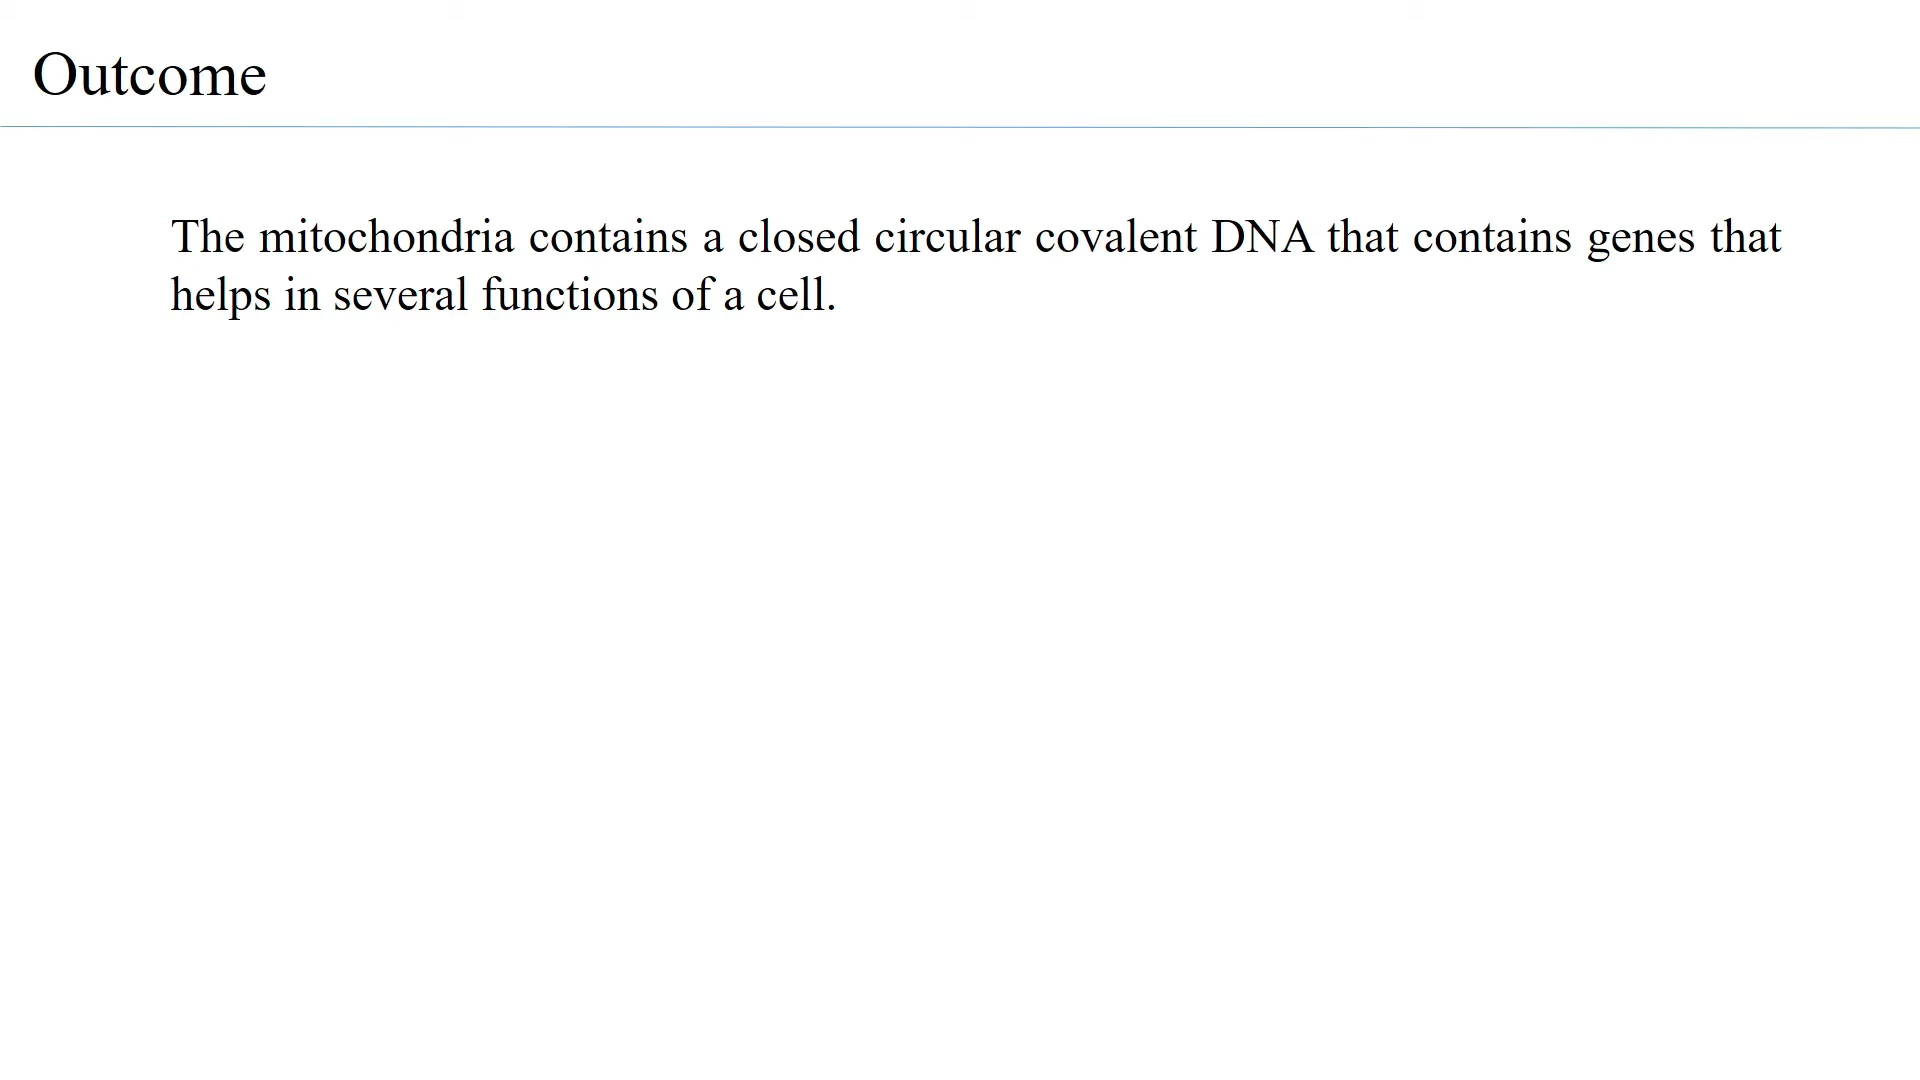 Outcome
The mitochondria contains a closed circular covalent DNA that contains genes that
helps in several functions of a cell.